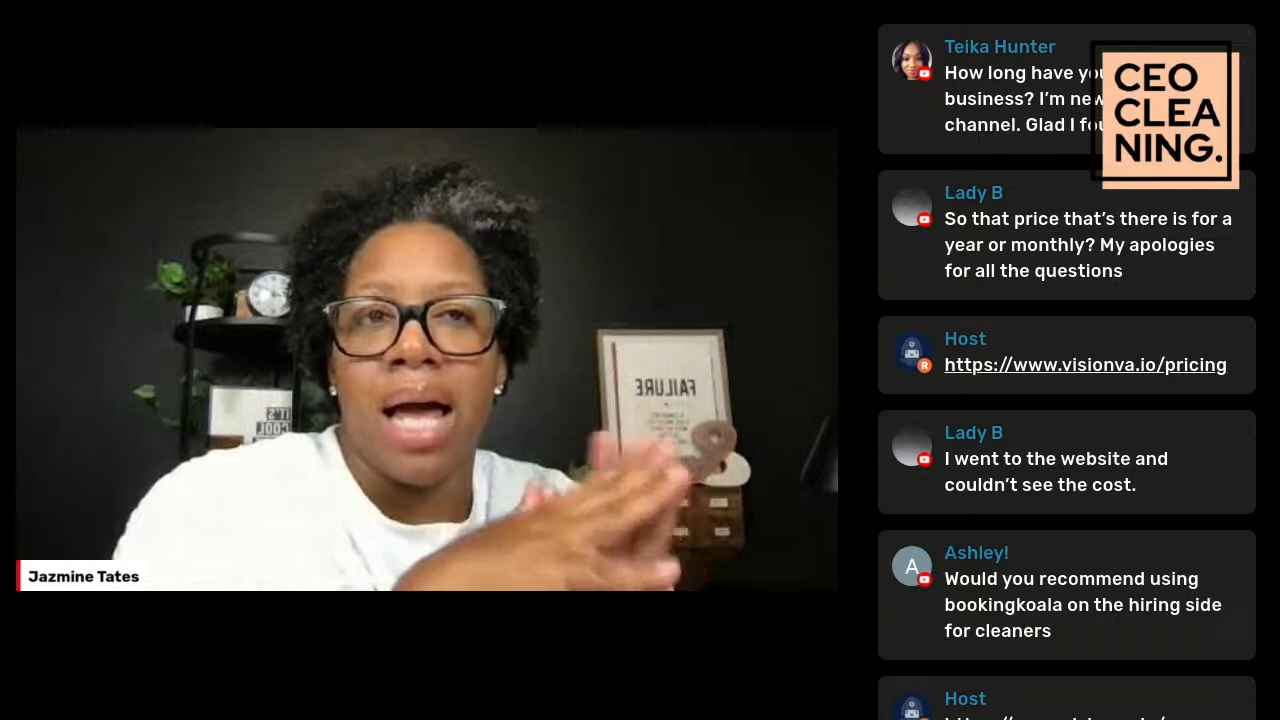 Teika Hunter
How long have you
business? I'm new
channel. Glad I
CEO
CLEA
NING.
Lady B
So that price that's there is for a
year or monthly? My apologies
for all the questions
Host
https://www.visionva.io/pricing
Lady B
I went to the website and
couldn't see the cost.
Ashley!
A
Would you recommend using
bookingkoala on the hiring side
for cleaners
Host
FAILURE
IT'S
COOL
Jazmine Tates